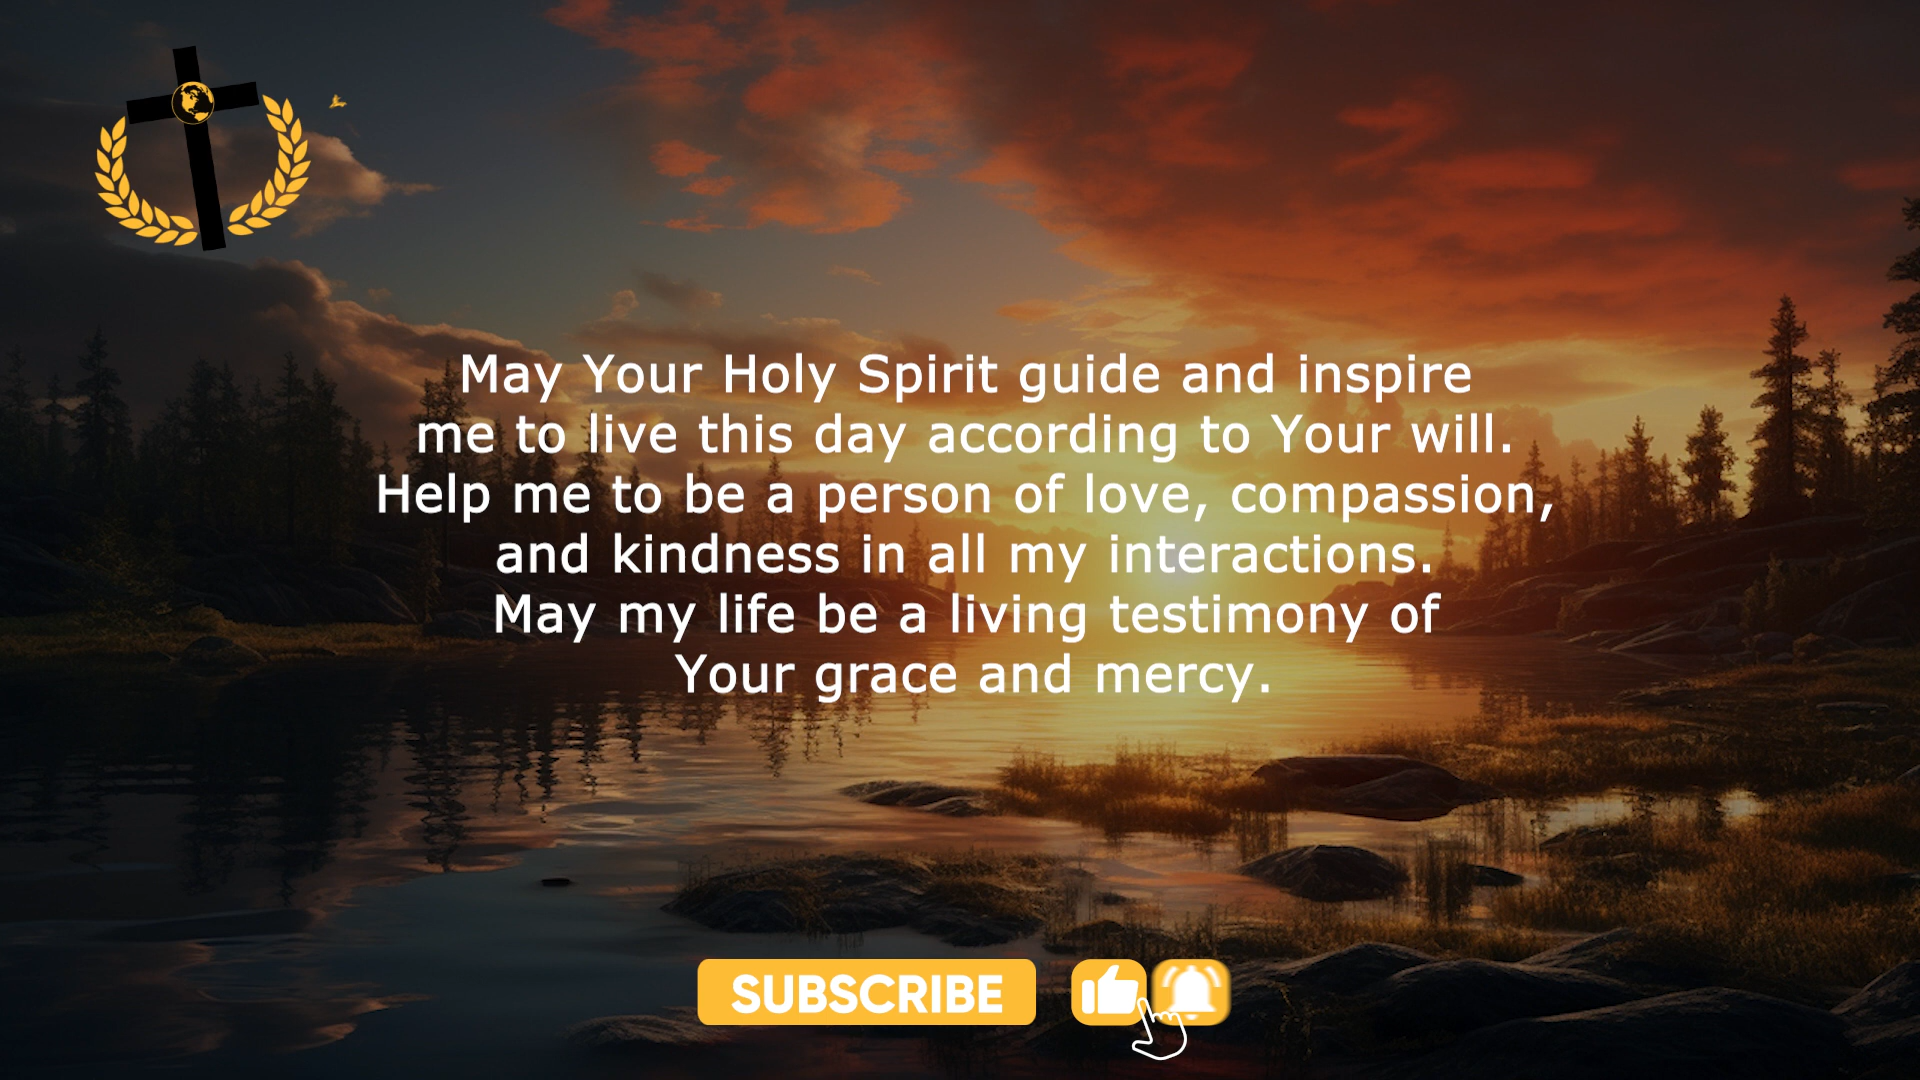 May Your Holy Spirit guide and inspire
me to live this day according to Your will.
Help me to be a person of love, compassion,
and kindness in all my interactions.
May my life be a living testimony of
Your grace and mercy.
SUBSCRIBE